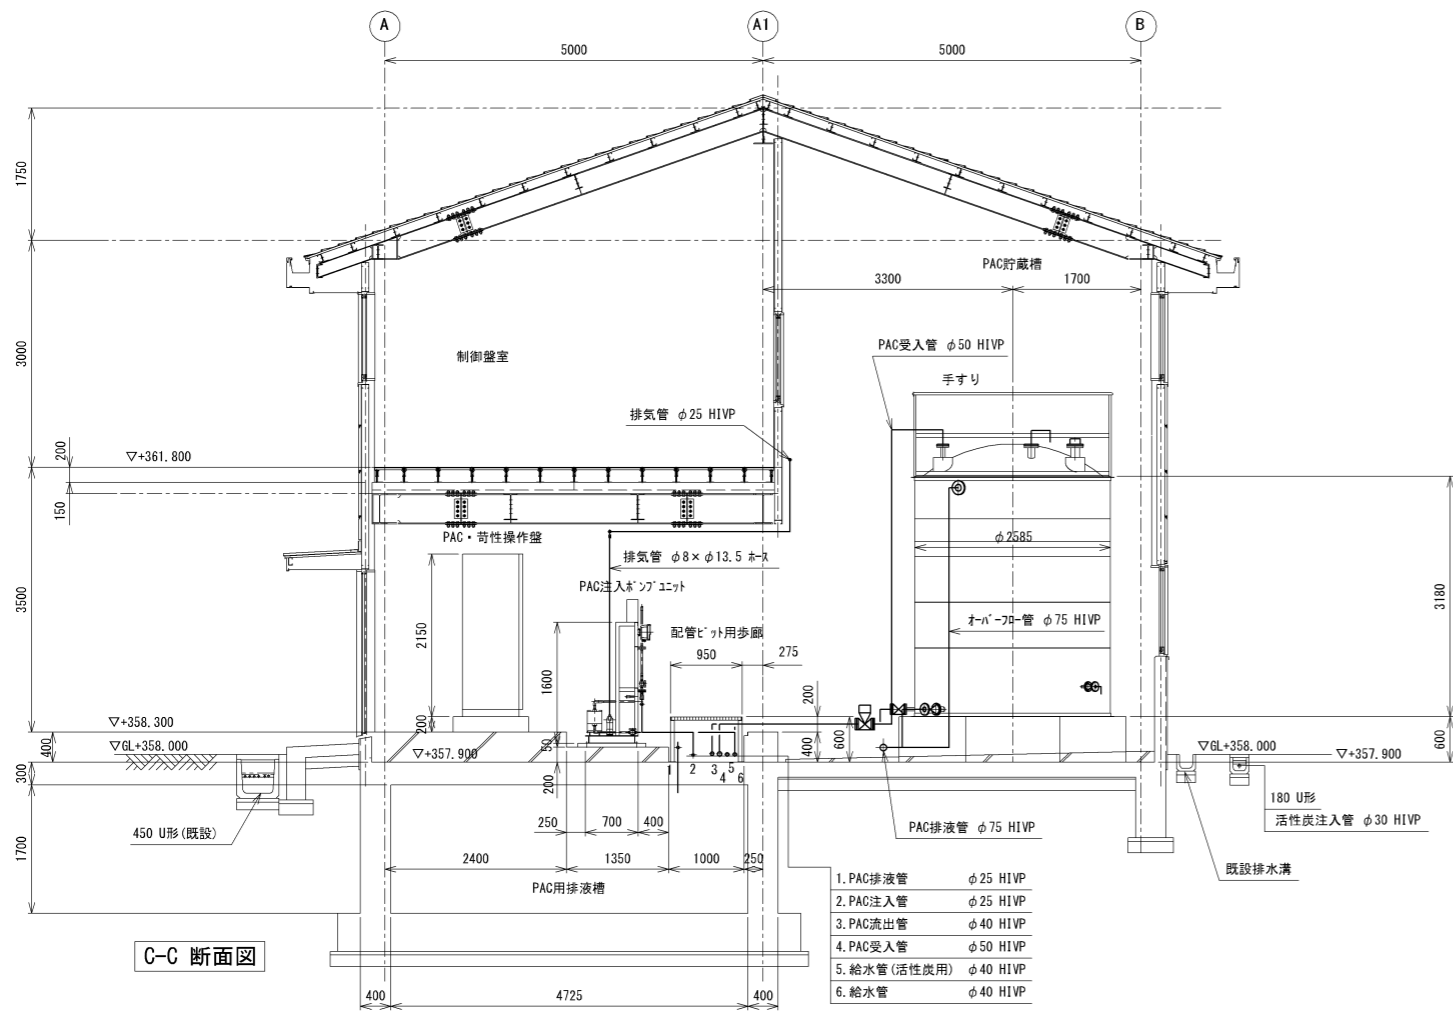 A
A1
B
5000
5000
1750
3000
200
150
3500
400
300
1700
PAC貯蔵槽
3300
1700
PAC受入管 φ50 HIVP
制御盤室
手すり
排気管 φ25 HIVP
▽+361.800
PAC・苛性操作盤
排気管 φ8×φ13.5 ホース
φ2585
PAC注入ポンプユニット
オーバーフロー管 φ75 HIVP
3180
2150
配管ピット用歩廊
950
275
1600
200
200
▽+358.300
▽GL+358.000
▽+357.900
50
400
600
▽GL+358.000
▽+357.900
600
1
2
3
4
5
6
200
450 U形(既設)
250
700
400
PAC排液管 φ75 HIVP
180 U形
活性炭注入管 φ30 HIVP
2400
1350
1000
250
既設排水溝
PAC用排液槽
1.PAC排液管 φ25 HIVP
2.PAC注入管 φ25 HIVP
3.PAC流出管 φ40 HIVP
4.PAC受入管 φ50 HIVP
5.給水管(活性炭用) φ40 HIVP
6.給水管 φ40 HIVP
C-C 断面図
400
4725
400